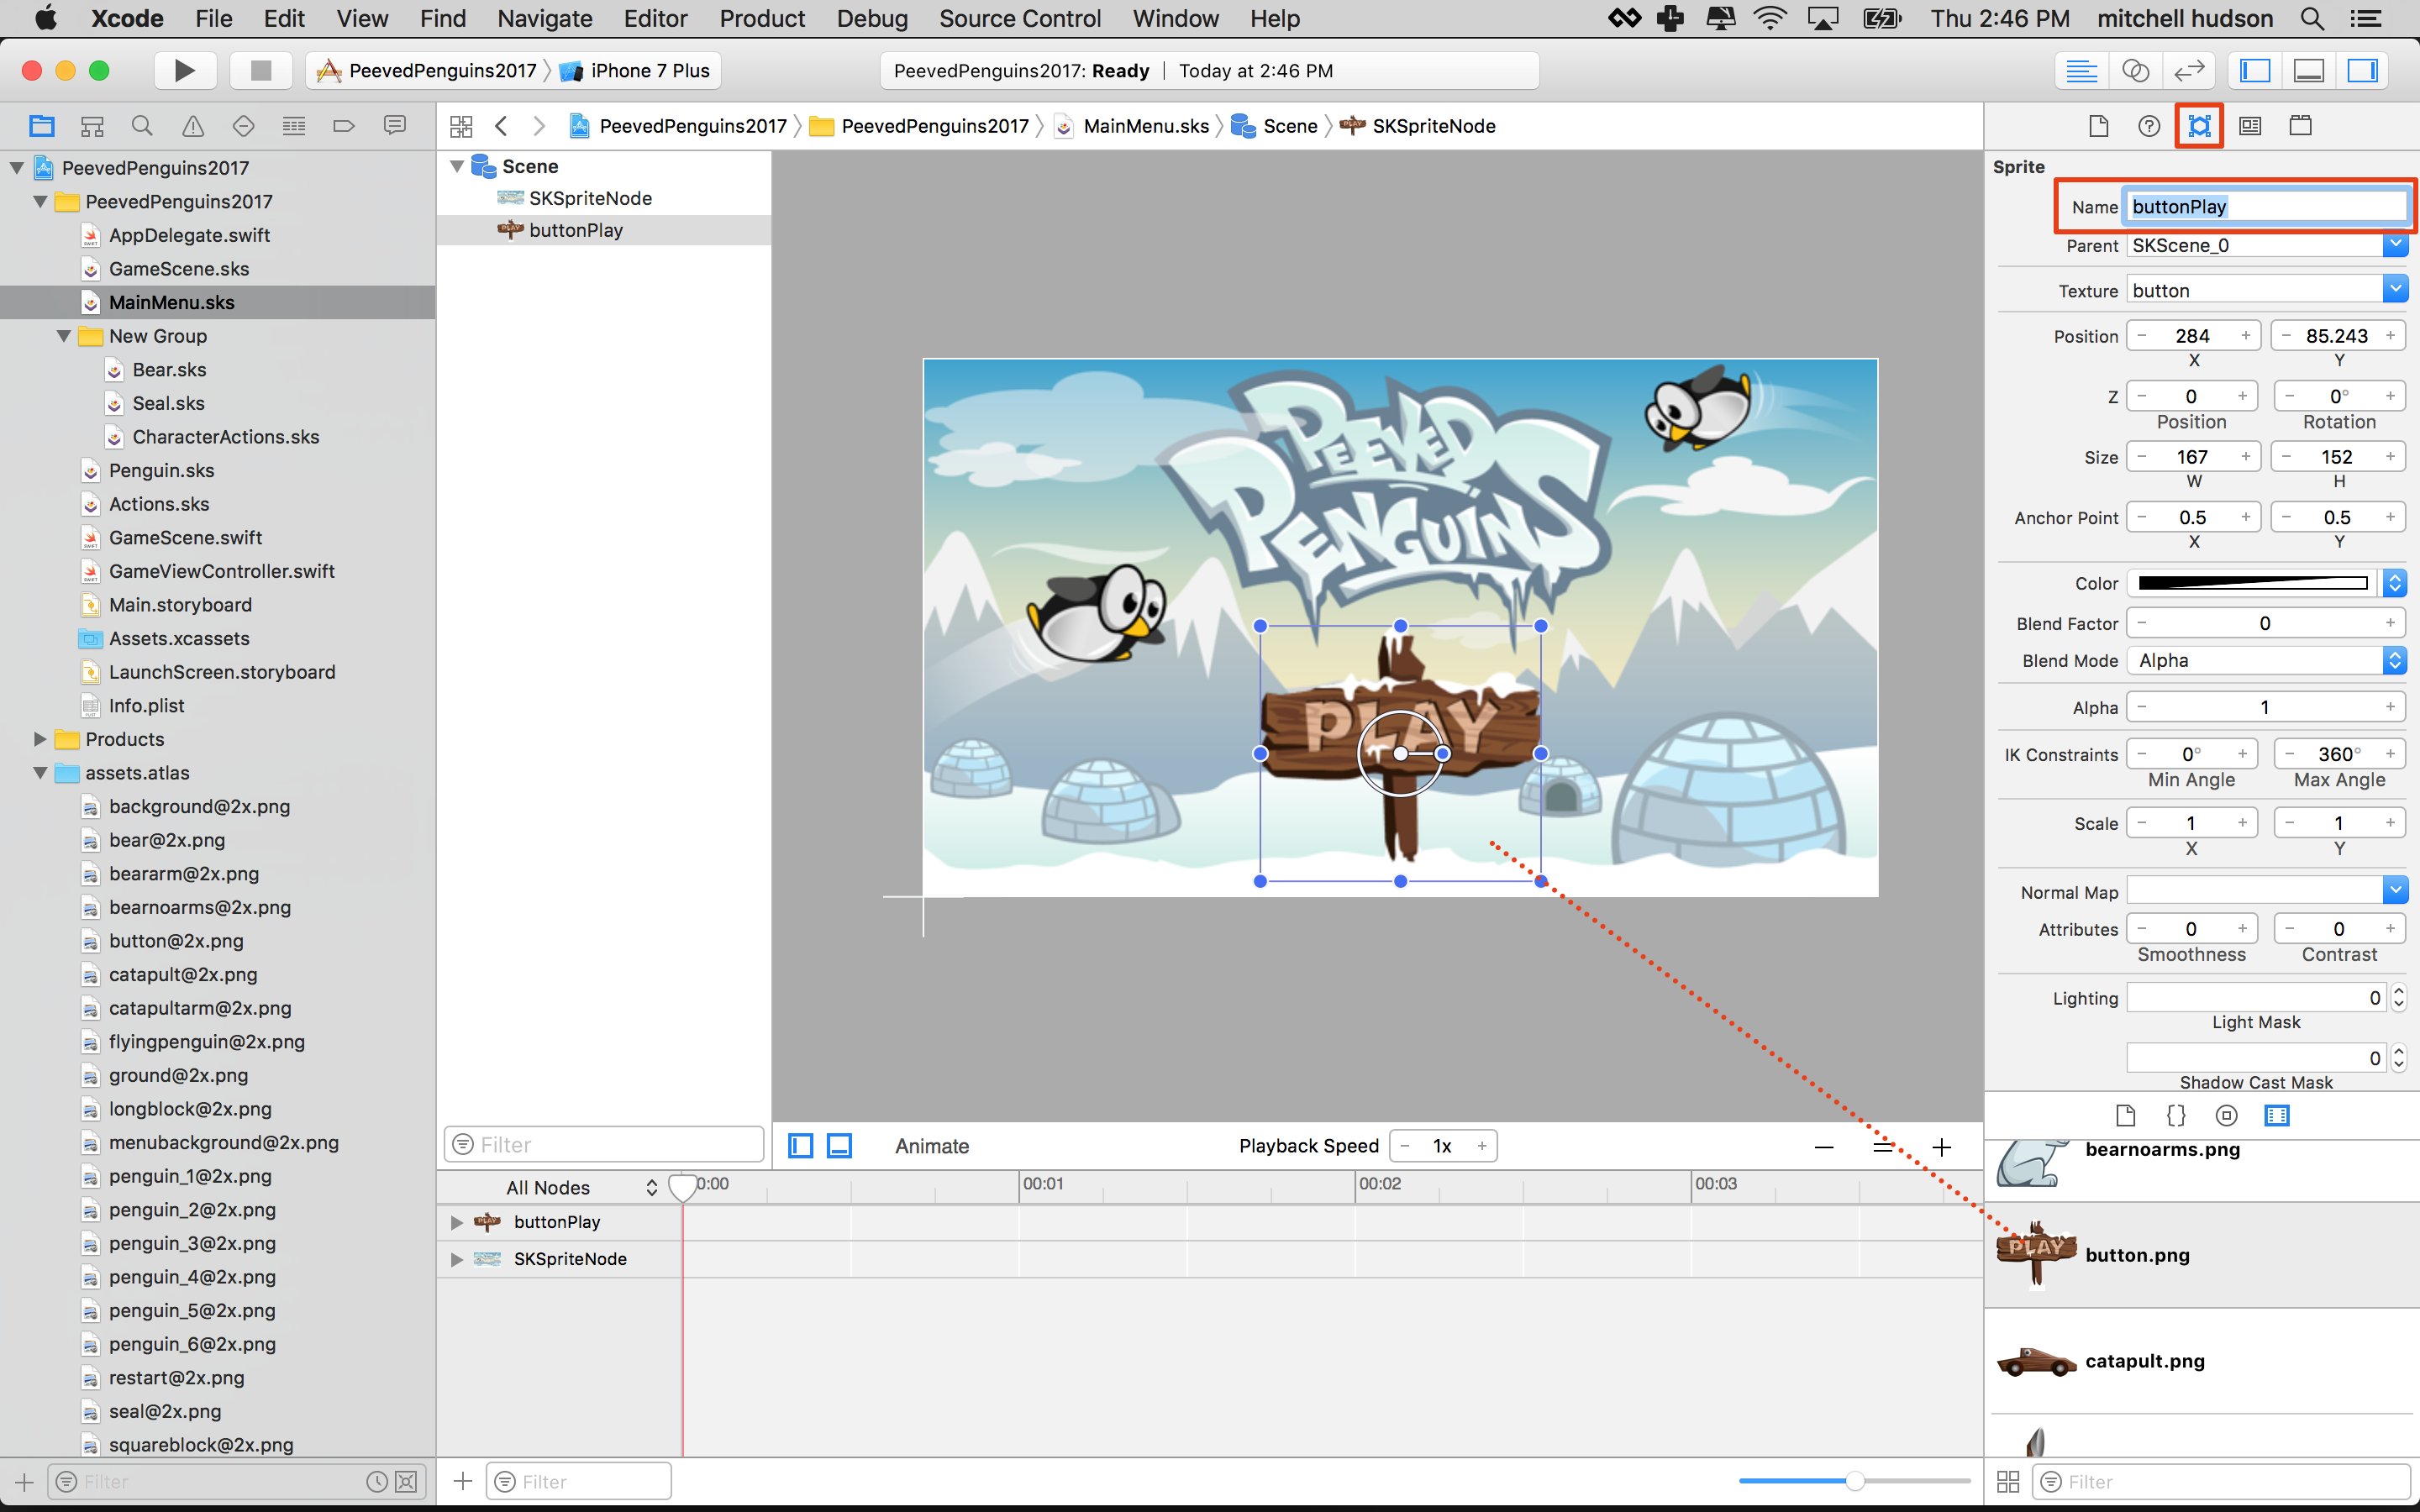 Xcode File Edit View Find Navigate Editor Product Debug Source Control Window Help Thu 2:46 PM mitchell hudson
PeevedPenguins2017 iPhone 7 Plus PeevedPenguins2017: Ready Today at 2:46 PM
PeevedPenguins2017 PeevedPenguins2017 MainMenu.sks Scene SKSpriteNode
PeevedPenguins2017
PeevedPenguins2017
AppDelegate.swift
GameScene.sks
MainMenu.sks
New Group
Bear.sks
Seal.sks
CharacterActions.sks
Penguin.sks
Actions.sks
GameScene.swift
GameViewController.swift
Main.storyboard
Assets.xcassets
LaunchScreen.storyboard
Info.plist
Products
assets.atlas
background@2x.png
bear@2x.png
beararm@2x.png
bearnoarms@2x.png
button@2x.png
catapult@2x.png
catapultarm@2x.png
flyingpenguin@2x.png
ground@2x.png
longblock@2x.png
menubackground@2x.png
penguin_1@2x.png
penguin_2@2x.png
penguin_3@2x.png
penguin_4@2x.png
penguin_5@2x.png
penguin_6@2x.png
restart@2x.png
seal@2x.png
squareblock@2x.png
Filter
Scene
SKSpriteNode
buttonPlay
Filter
PEEVED
PENGUINS
PLAY
Animate Playback Speed 1x
All Nodes 0:00 00:01 00:02 00:03
buttonPlay
SKSpriteNode
Filter
Sprite
Name buttonPlay
Parent SKScene_0
Texture button
Position 284 85.243
X Y
Z 0 0°
Position Rotation
Size 167 152
W H
Anchor Point 0.5 0.5
X Y
Color
Blend Factor 0
Blend Mode Alpha
Alpha 1
IK Constraints 0° 360°
Min Angle Max Angle
Scale 1 1
X Y
Normal Map
Attributes 0 0
Smoothness Contrast
Lighting 0
Light Mask
0
Shadow Cast Mask
bearnoarms.png
PLAY
button.png
catapult.png
Filter